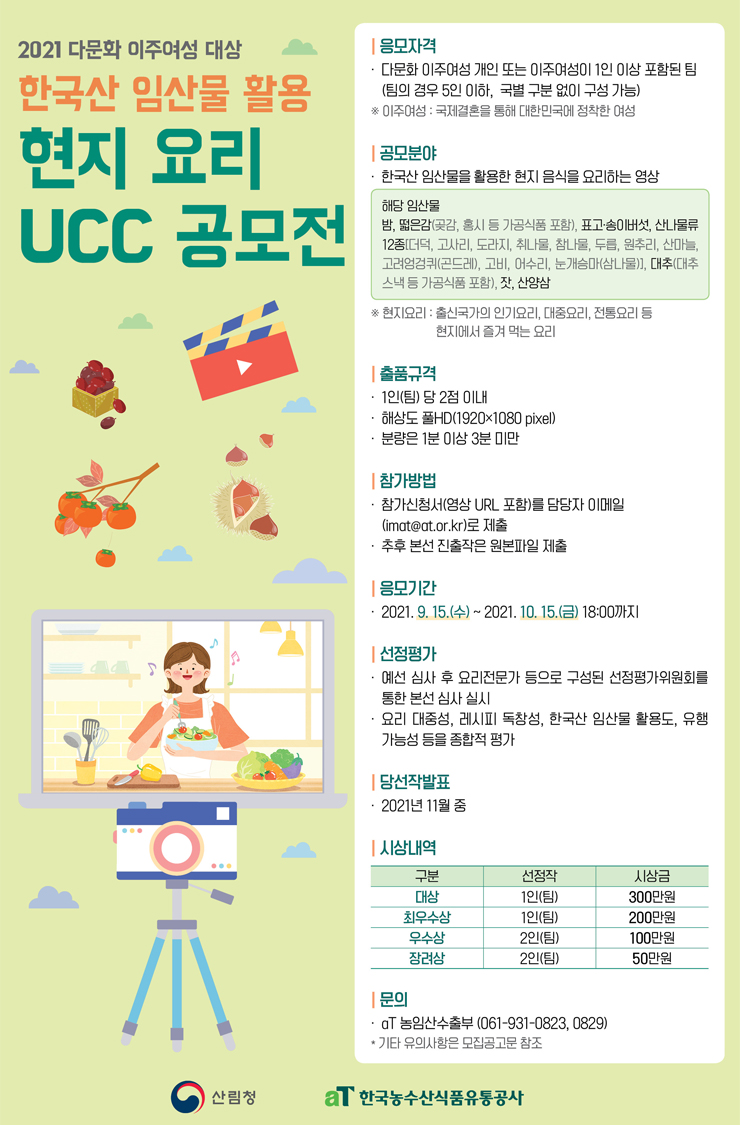 2021 다문화 이주여성 대상
한국산 임산물 활용
현지 요리
UCC 공모전
응모자격
· 다문화 이주여성 개인 또는 이주여성이 1인 이상 포함된 팀
(팀의 경우 5인 이하, 국별 구분 없이 구성 가능)
※ 이주여성 : 국제결혼을 통해 대한민국에 정착한 여성
공모분야
· 한국산 임산물을 활용한 현지 음식을 요리하는 영상
해당 임산물
밤, 떫은감(곶감, 홍시 등 가공식품 포함), 표고·송이버섯, 산나물류
12종[더덕, 고사리, 도라지, 취나물, 참나물, 두릅, 원추리, 산마늘,
고려엉겅퀴(곤드레), 고비, 어수리, 눈개승마(삼나물)], 대추(대추
스낵 등 가공식품 포함), 잣, 산양삼
※ 현지요리 : 출신국가의 인기요리, 대중요리, 전통요리 등
현지에서 즐겨 먹는 요리
출품규격
· 1인(팀) 당 2점 이내
· 해상도 풀HD(1920×1080 pixel)
· 분량은 1분 이상 3분 미만
참가방법
· 참가신청서(영상 URL 포함)를 담당자 이메일
(imat@at.or.kr)로 제출
· 추후 본선 진출작은 원본파일 제출
응모기간
· 2021. 9. 15.(수) ~ 2021. 10. 15.(금) 18:00까지
선정평가
· 예선 심사 후 요리전문가 등으로 구성된 선정평가위원회를
통한 본선 심사 실시
· 요리 대중성, 레시피 독창성, 한국산 임산물 활용도, 유행
가능성 등을 종합적 평가
당선작발표
· 2021년 11월 중
시상내역
구분 선정작 시상금
대상 1인(팀) 300만원
최우수상 1인(팀) 200만원
우수상 2인(팀) 100만원
장려상 2인(팀) 50만원
문의
· aT 농임산수출부 (061-931-0823, 0829)
* 기타 유의사항은 모집공고문 참조
산림청 aT 한국농수산식품유통공사